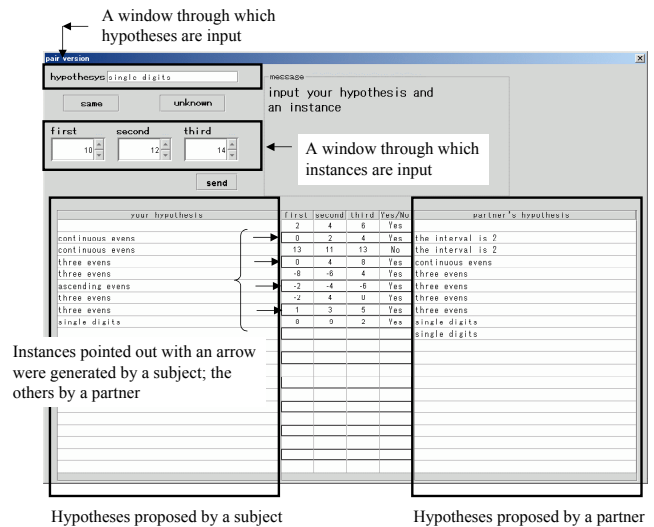 A window through which
hypotheses are input
pair version
hypothesys single digits
same unknown
message
input your hypothesis and
an instance
first second third
10 12 14
A window through which
instances are input
send
your hypothesis first second third Yes/No partner's hypothesis
2 4 6 Yes
continuous evens 0 2 4 Yes the interval is 2
continuous evens 13 11 13 No the interval is 2
three evens 0 4 8 Yes continuous evens
three evens -8 -6 4 Yes three evens
ascending evens -2 -4 -6 Yes three evens
three evens -2 4 0 Yes three evens
three evens 1 3 5 Yes three evens
single digits 8 9 2 Yes single digits
single digits
Instances pointed out with an arrow
were generated by a subject; the
others by a partner
Hypotheses proposed by a subject Hypotheses proposed by a partner